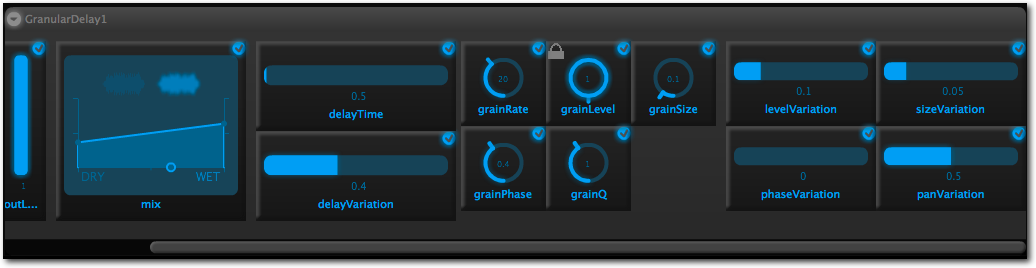 GranularDelay1
1
outL...
DRY WET
mix
0.5
delayTime
0.4
delayVariation
20
grainRate
1
grainLevel
0.1
grainSize
0.4
grainPhase
1
grainQ
0.1
levelVariation
0.05
sizeVariation
0
phaseVariation
0.5
panVariation